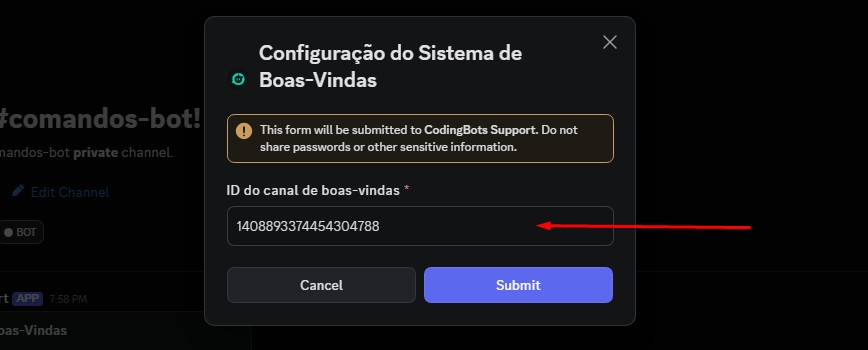 Configuração do Sistema de
Boas-Vindas
#comandos-bot!
This form will be submitted to CodingBots Support. Do not
share passwords or other sensitive information.
mandos-bot private channel.
Edit Channel
ID do canal de boas-vindas *
1408893374454304788
BOT
Cancel
Submit
rt APP 7:58 PM
oas-Vindas